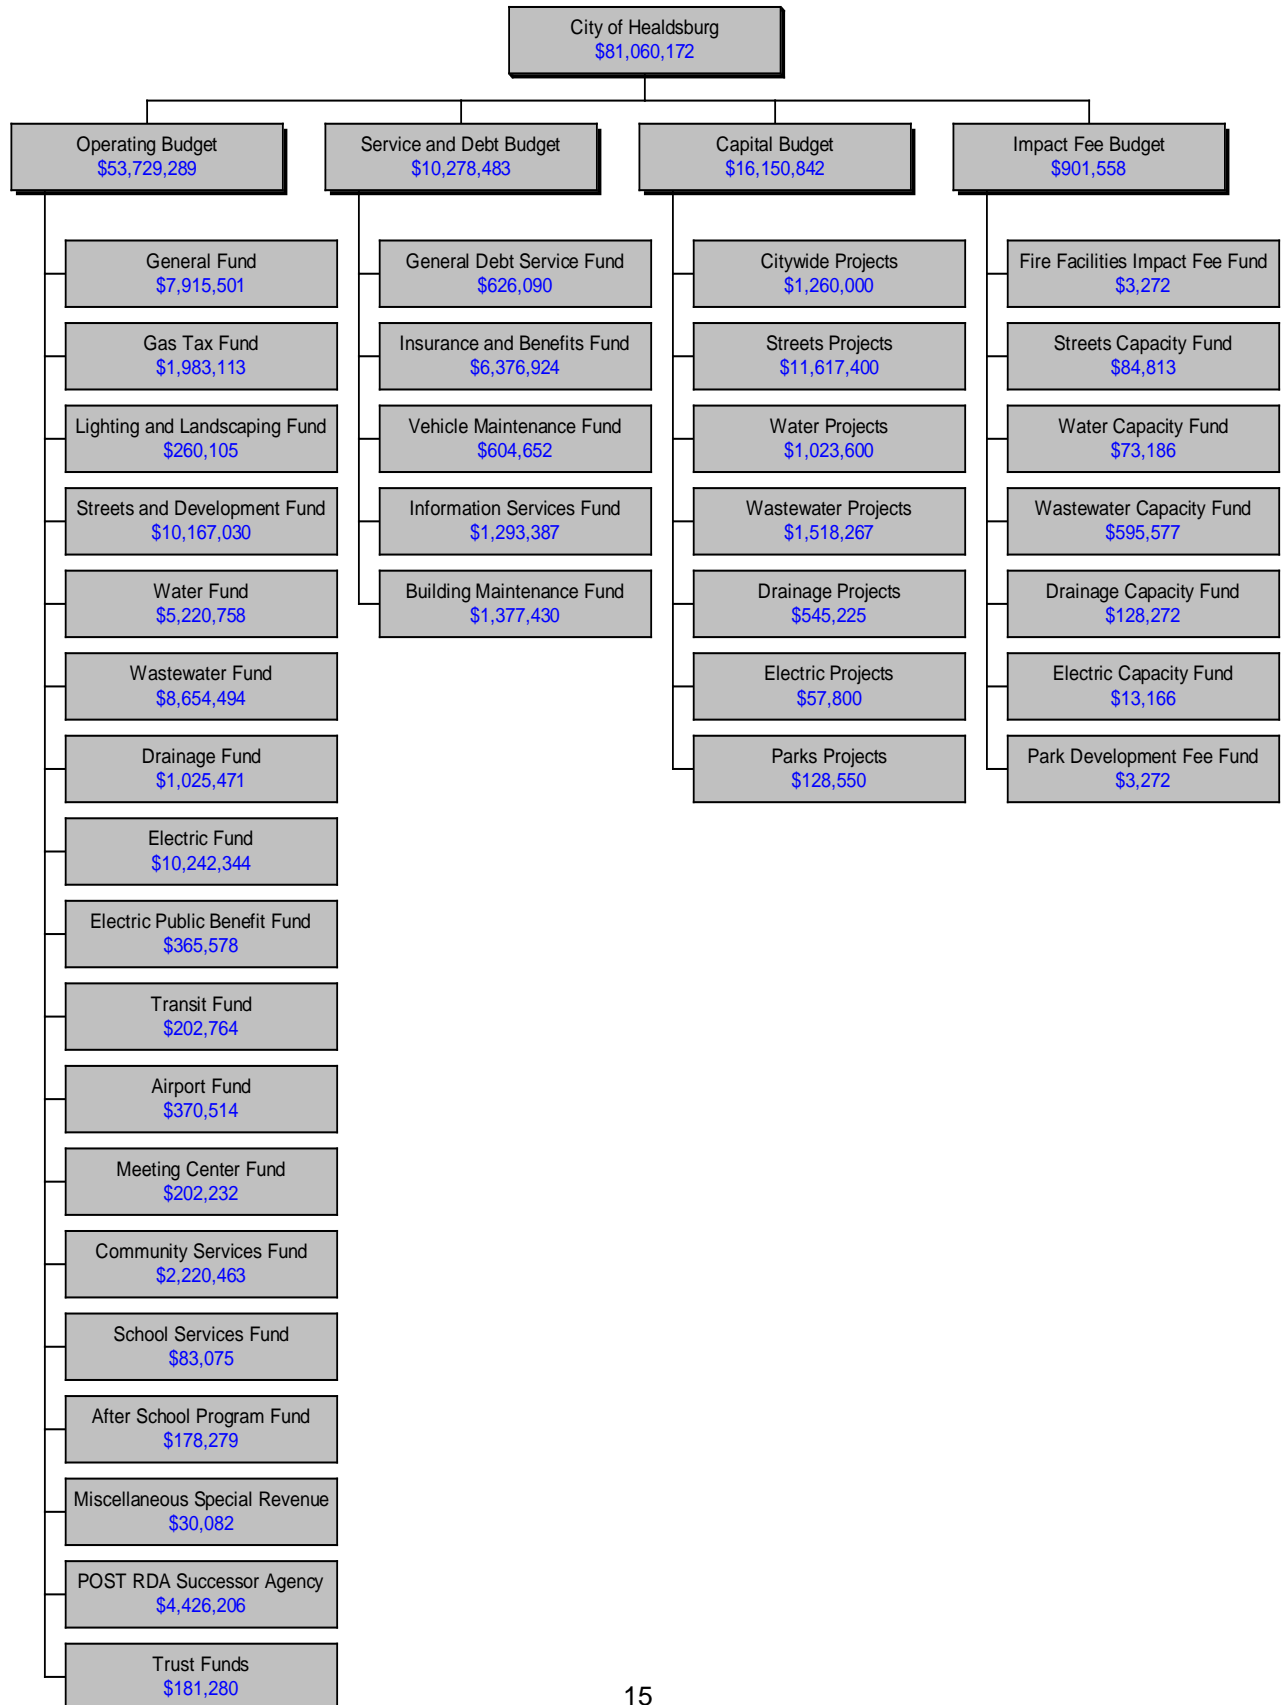 City of Healdsburg
$81,060,172
Operating Budget
$53,729,289
Service and Debt Budget
$10,278,483
Capital Budget
$16,150,842
Impact Fee Budget
$901,558
General Fund
$7,915,501
Gas Tax Fund
$1,983,113
Lighting and Landscaping Fund
$260,105
Streets and Development Fund
$10,167,030
Water Fund
$5,220,758
Wastewater Fund
$8,654,494
Drainage Fund
$1,025,471
Electric Fund
$10,242,344
Electric Public Benefit Fund
$365,578
Transit Fund
$202,764
Airport Fund
$370,514
Meeting Center Fund
$202,232
Community Services Fund
$2,220,463
School Services Fund
$83,075
After School Program Fund
$178,279
Miscellaneous Special Revenue
$30,082
POST RDA Successor Agency
$4,426,206
Trust Funds
$181,280
General Debt Service Fund
$626,090
Insurance and Benefits Fund
$6,376,924
Vehicle Maintenance Fund
$604,652
Information Services Fund
$1,293,387
Building Maintenance Fund
$1,377,430
Citywide Projects
$1,260,000
Streets Projects
$11,617,400
Water Projects
$1,023,600
Wastewater Projects
$1,518,267
Drainage Projects
$545,225
Electric Projects
$57,800
Parks Projects
$128,550
Fire Facilities Impact Fee Fund
$3,272
Streets Capacity Fund
$84,813
Water Capacity Fund
$73,186
Wastewater Capacity Fund
$595,577
Drainage Capacity Fund
$128,272
Electric Capacity Fund
$13,166
Park Development Fee Fund
$3,272
15